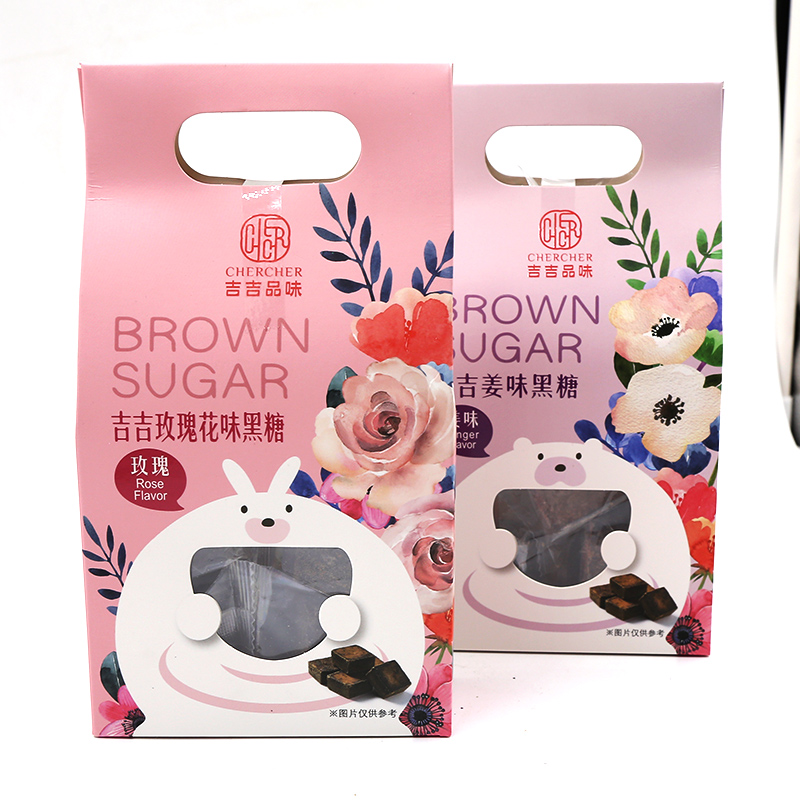 CHERCHER
吉吉品味
BROWN
SUGAR
吉吉玫瑰花味黑糖
玫瑰
Rose
Flavor
※图片仅供参考
CHERCHER
吉吉品味
BROWN
SUGAR
吉姜味黑糖
姜味
nger
avor
※图片仅供参考